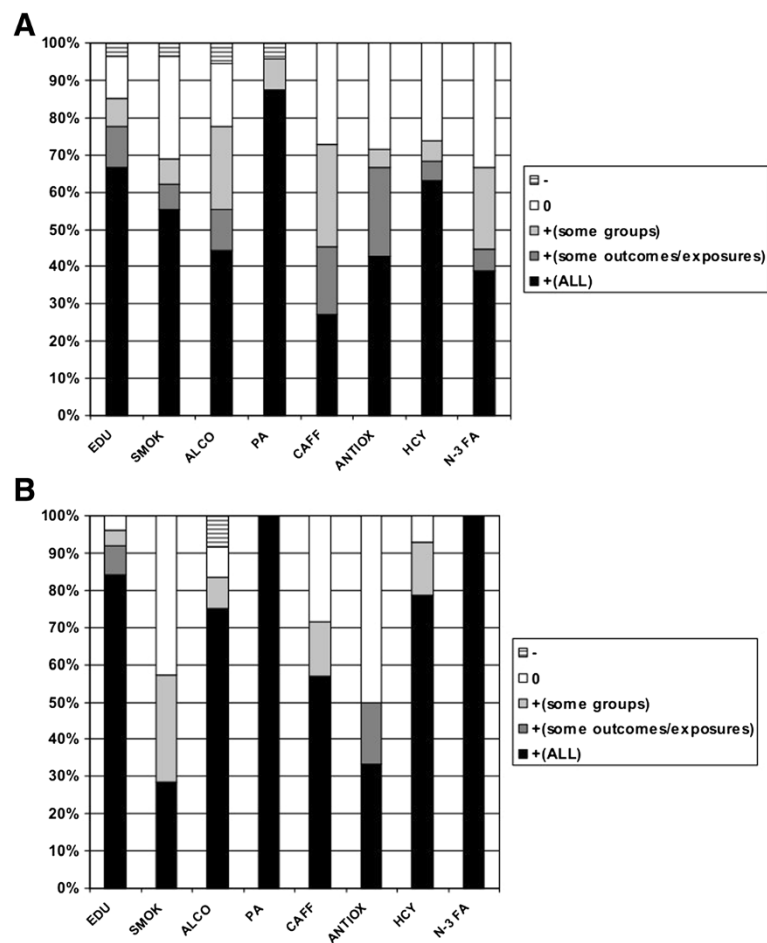 A
100%
90%
80%
70%
60%
50%
40%
30%
20%
10%
0%
EDU
SMOK
ALCO
PA
CAFF
ANTIOX
HCY
N-3 FA
-
0
+(some groups)
+(some outcomes/exposures)
+(ALL)
B
100%
90%
80%
70%
60%
50%
40%
30%
20%
10%
0%
EDU
SMOK
ALCO
PA
CAFF
ANTIOX
HCY
N-3 FA
-
0
+(some groups)
+(some outcomes/exposures)
+(ALL)